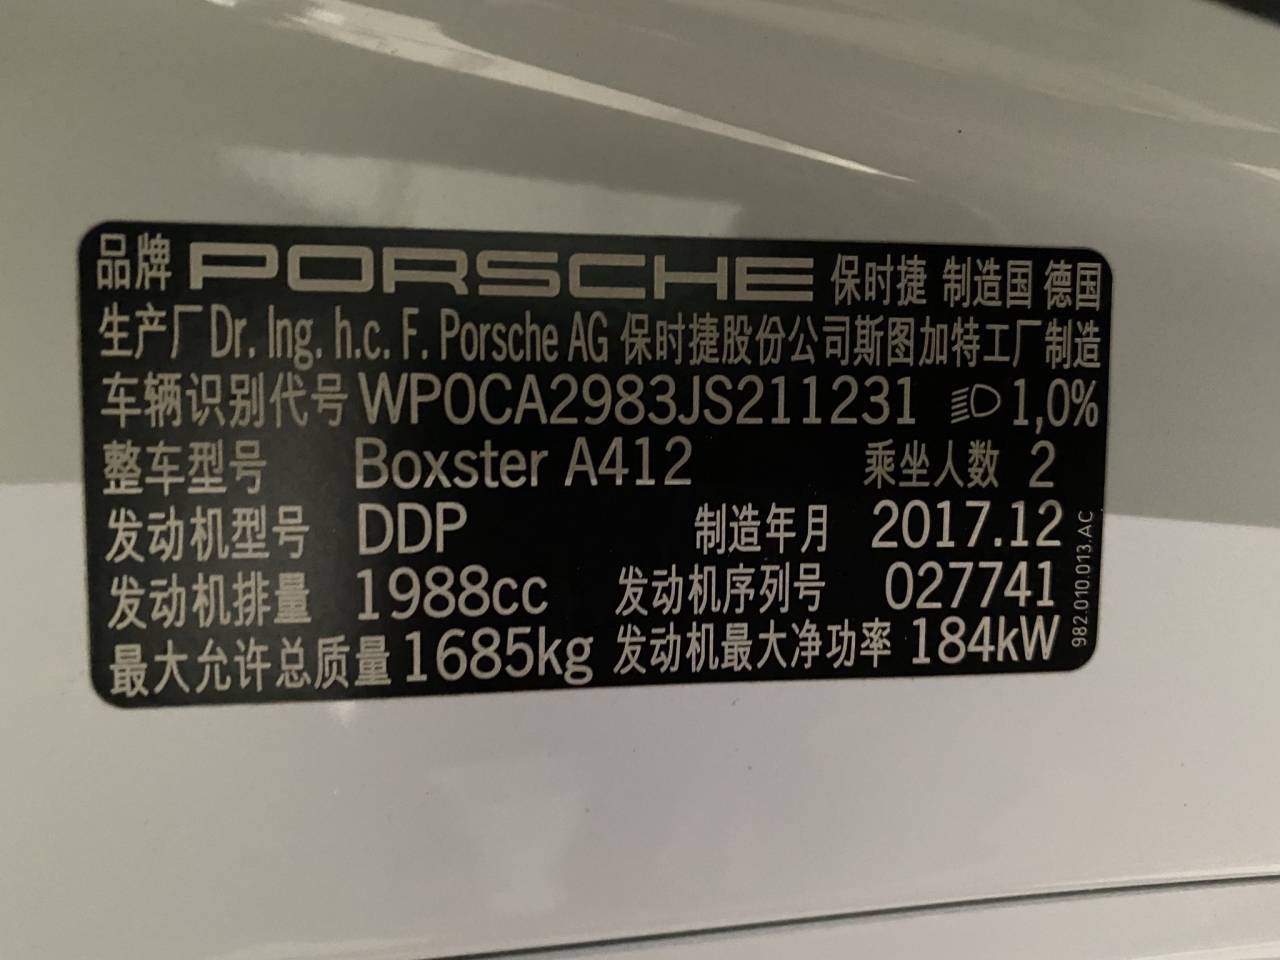 品牌 PORSCHE 保时捷 制造国 德国
生产厂 Dr. Ing. h.c. F. Porsche AG 保时捷股份公司斯图加特工厂制造
车辆识别代号 WP0CA2983JS211231 1,0%
整车型号 Boxster A412 乘坐人数 2
发动机型号 DDP 制造年月 2017.12
发动机排量 1988cc 发动机序列号 027741
最大允许总质量 1685kg 发动机最大净功率 184kW
982.010.013.AC